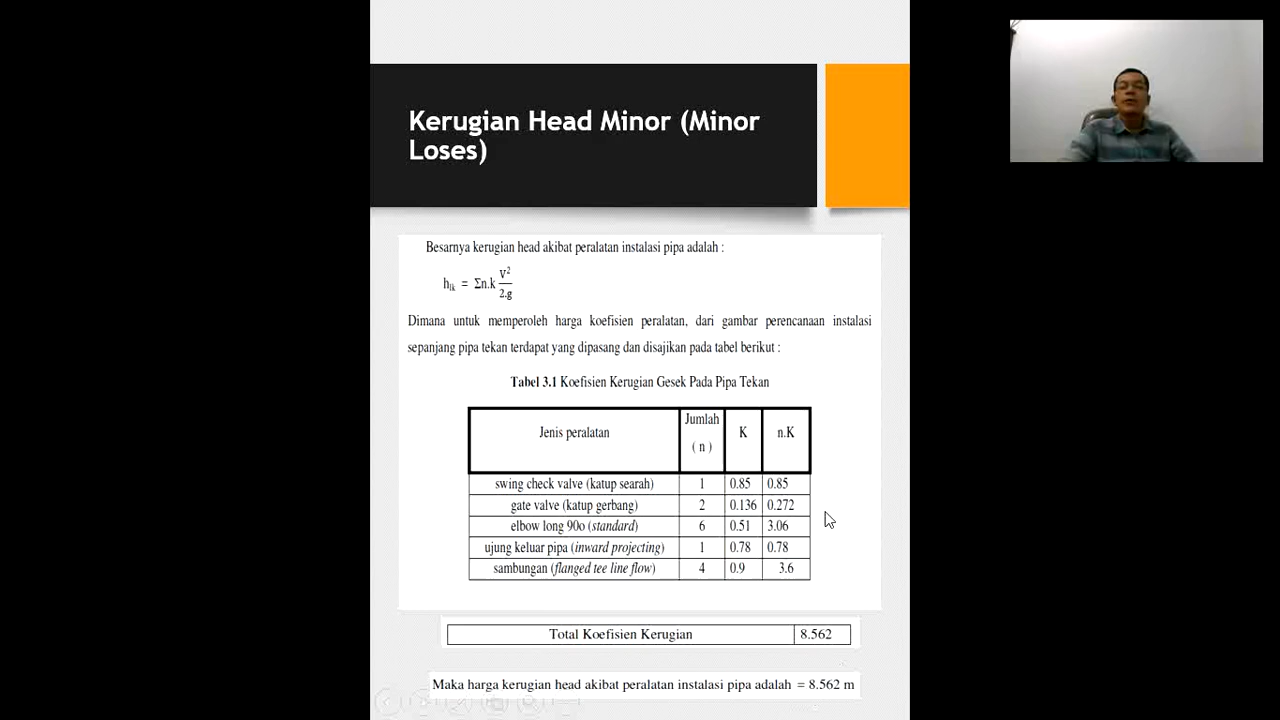 Kerugian Head Minor (Minor
Loses)
Besarnya kerugian head akibat peralatan instalasi pipa adalah :
hlk = Σn.k V²/2.g
Dimana untuk memperoleh harga koefisien peralatan, dari gambar perencanaan instalasi
sepanjang pipa tekan terdapat yang dipasang dan disajikan pada tabel berikut :
Tabel 3.1 Koefisien Kerugian Gesek Pada Pipa Tekan
Jenis peralatan Jumlah ( n ) K n.K
swing check valve (katup searah) 1 0.85 0.85
gate valve (katup gerbang) 2 0.136 0.272
elbow long 90o (standard) 6 0.51 3.06
ujung keluar pipa (inward projecting) 1 0.78 0.78
sambungan (flanged tee line flow) 4 0.9 3.6
Total Koefisien Kerugian 8.562
Maka harga kerugian head akibat peralatan instalasi pipa adalah = 8.562 m